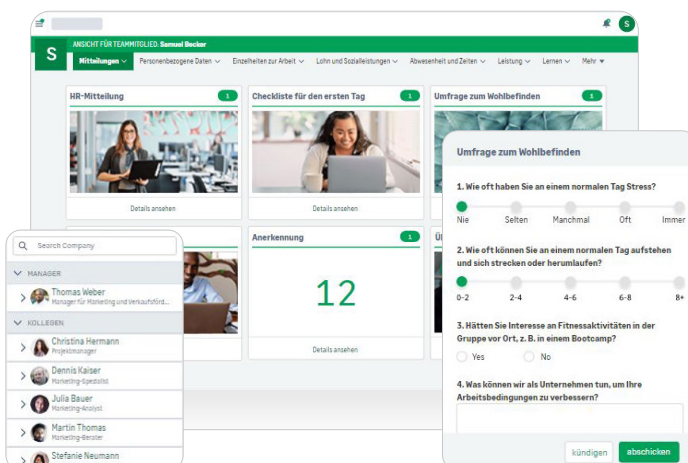 S
ANSICHT FÜR TEAMMITGLIED: Samuel Becker
S
Mitteilungen
Personenbezogene Daten
Einzelheiten zur Arbeit
Lohn und Sozialleistungen
Abwesenheit und Zeiten
Leistung
Lernen
Mehr
HR-Mitteilung
1
Checkliste für den ersten Tag
1
Umfrage zum Wohlbefinden
1
Details ansehen
Details ansehen
Anerkennung
1
12
Details ansehen
Search Company
MANAGER
Thomas Weber
Manager für Marketing und Verkaufsförd...
KOLLEGEN
Christina Hermann
Projektmanager
Dennis Kaiser
Marketing-Spezialist
Julia Bauer
Marketing-Analyst
Martin Thomas
Marketing-Berater
Stefanie Neumann
Umfrage zum Wohlbefinden
1. Wie oft haben Sie an einem normalen Tag Stress?
Nie Selten Manchmal Oft Immer
2. Wie oft können Sie an einem normalen Tag aufstehen
und sich strecken oder herumlaufen?
0-2 2-4 4-6 6-8 8+
3. Hätten Sie Interesse an Fitnessaktivitäten in der
Gruppe vor Ort, z. B. in einem Bootcamp?
Yes No
4. Was können wir als Unternehmen tun, um Ihre
Arbeitsbedingungen zu verbessern?
kündigen abschicken